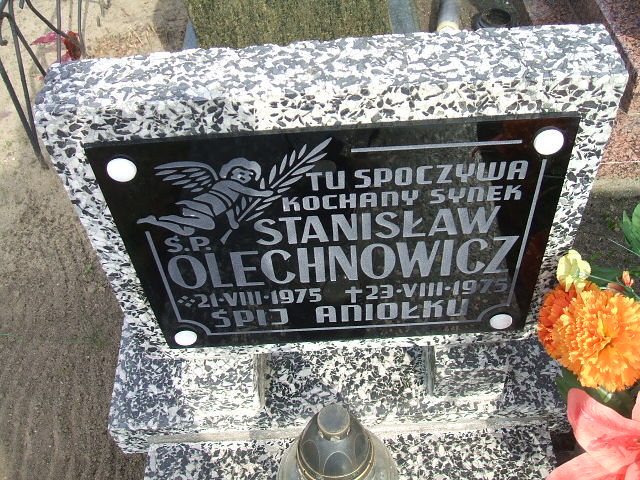 TU SPOCZYWA
KOCHANY SYNEK
Ś.P. STANISŁAW
OLECHNOWICZ
21-VIII-1975 ✝ 23-VIII-1975
ŚPIJ ANIOŁKU